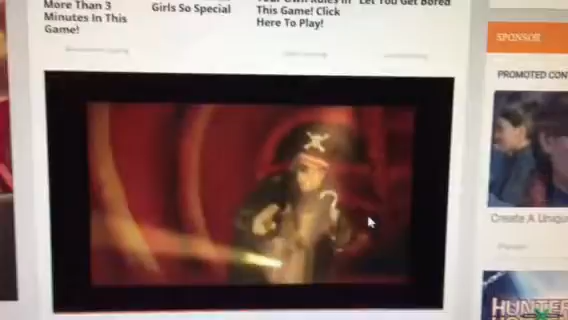 More Than 3
Minutes In This
Game!
Girls So Special
This Game! Click
Here To Play!
Let You Get Bored
SPONSOR
PROMOTED CON
Create A Uniqu
HUNTER